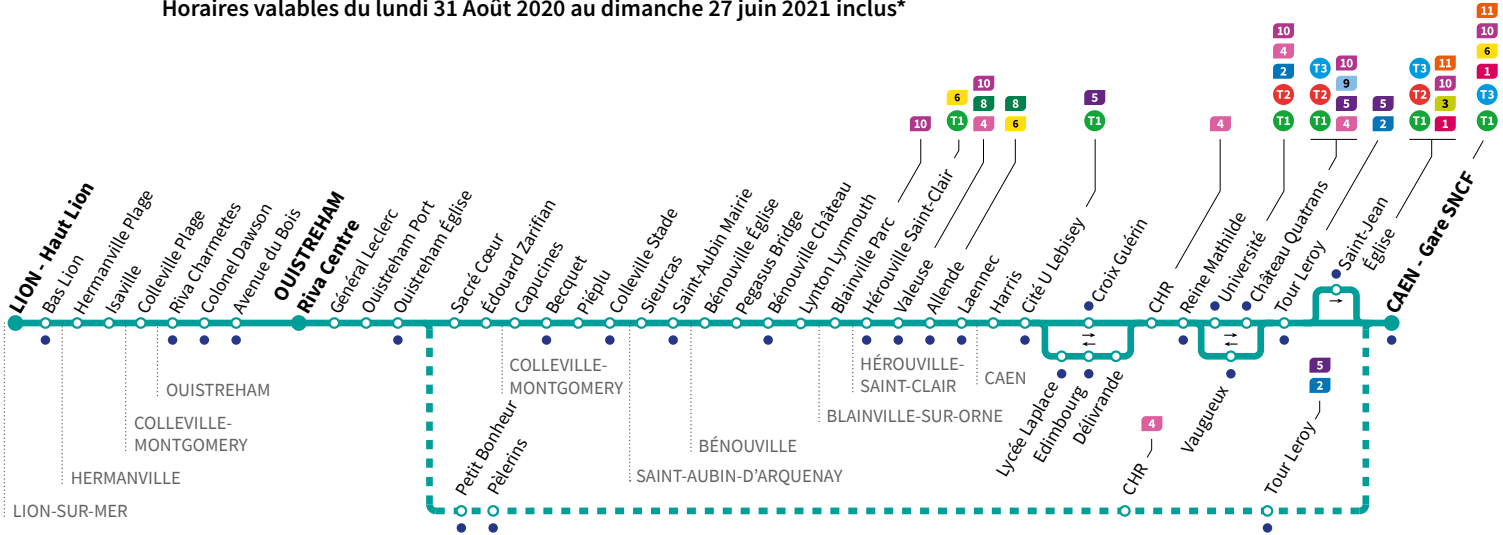 Horaires valables du lundi 31 Août 2020 au dimanche 27 juin 2021 inclus*
LION - Haut Lion
Bas Lion
Hermanville Plage
Isaville
Colleville Plage
Riva Charmettes
Colonel Dawson
Avenue du Bois
OUISTREHAM
Riva Centre
Général Leclerc
Ouistreham Port
Ouistreham Église
Sacré Cœur
Édouard Zarifian
Capucines
Becquet
Piéplu
Colleville Stade
Sieurcas
Saint-Aubin Mairie
Bénouville Église
Pegasus Bridge
Bénouville Château
Lynton Lynmouth
Blainville Parc
10
Hérouville Saint-Clair
6
T1
Valeuse
10
8
4
Allende
8
6
Laennec
Harris
Cité U Lebisey
5
T1
Croix Guérin
CHR
4
Reine Mathilde
Université
10
4
2
T2
T1
Château Quatrans
T3 10
9
T2 5
T1 4
Tour Leroy
5
2
Saint-Jean
Église
T3 11
10
T2 3
T1 1
CAEN - Gare SNCF
11
10
6
1
T3
T1
Lycée Laplace
Edimbourg
Délivrande
Vaugueux
Petit Bonheur
Pèlerins
CHR
4
Tour Leroy
5
2
LION-SUR-MER
HERMANVILLE
COLLEVILLE-
MONTGOMERY
OUISTREHAM
COLLEVILLE-
MONTGOMERY
SAINT-AUBIN-D'ARQUENAY
BÉNOUVILLE
BLAINVILLE-SUR-ORNE
HÉROUVILLE-
SAINT-CLAIR
CAEN